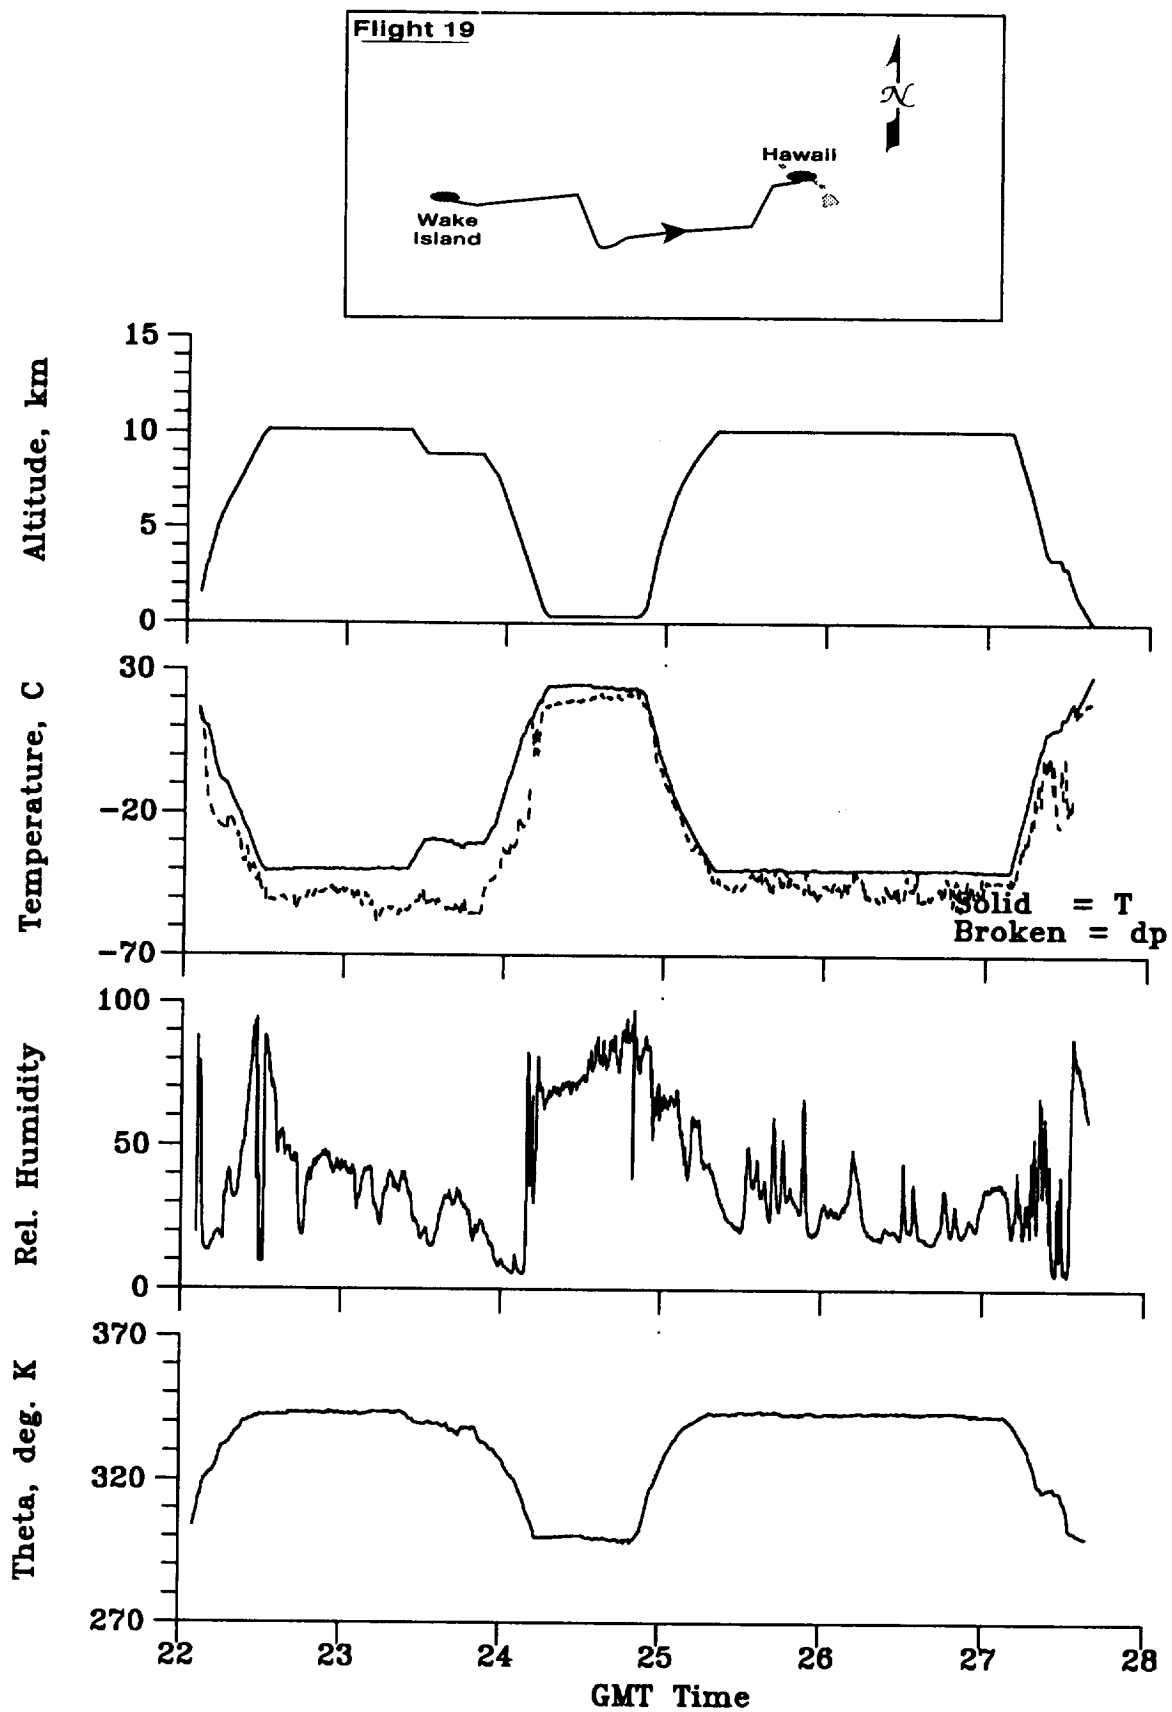 Flight 19
N
Hawaii
Wake
Island
Altitude, km
15
10
5
0
Temperature, C
30
-20
-70
Solid = T
Broken = dp
Rel. Humidity
100
50
0
Theta, deg. K
370
320
270
22 23 24 25 26 27 28
GMT Time